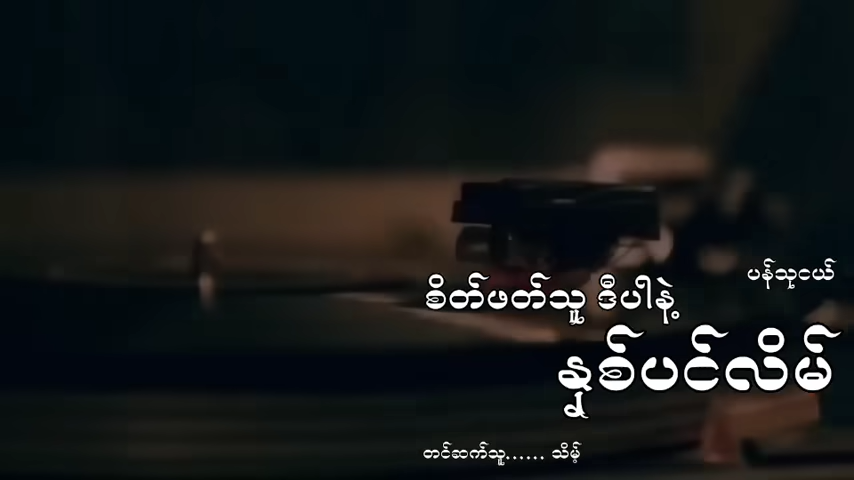 ပန်သုငယ်
စိတ်ဖတ်သူ ဒီပါနဲ့
နှစ်ပင်လိမ်
တင်ဆက်သူ...... သိမ့်